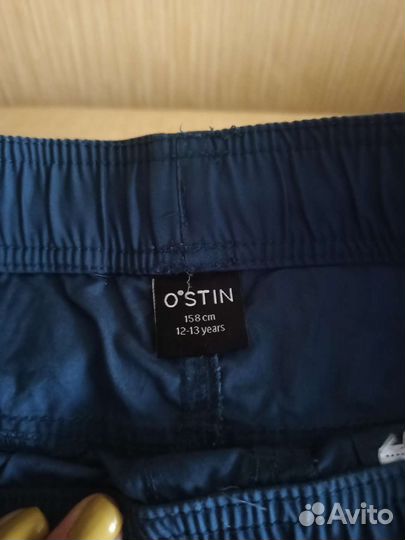 O'STIN
158 cm
12-13 years
Avito